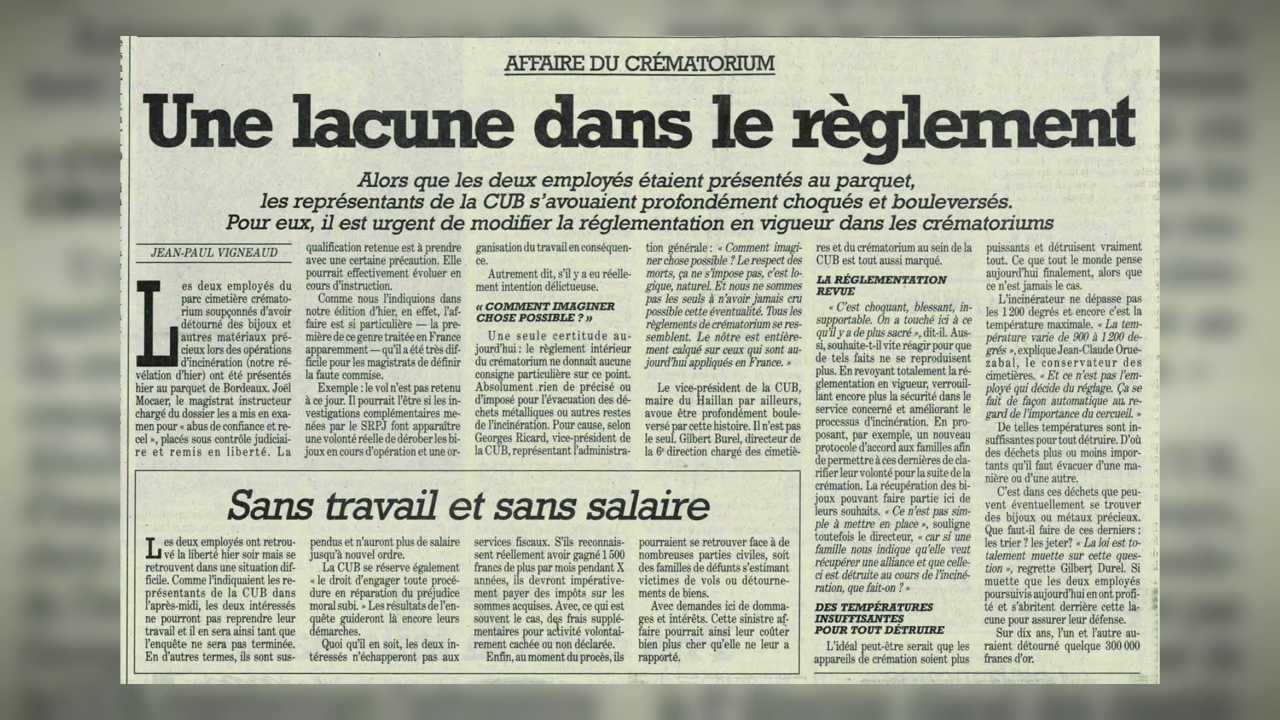 AFFAIRE DU CRÉMATORIUM
Une lacune dans le règlement
Alors que les deux employés étaient présentés au parquet,
les représentants de la CUB s'avouaient profondément choqués et bouleversés.
Pour eux, il est urgent de modifier la réglementation en vigueur dans les crématoriums
JEAN-PAUL VIGNEAUD
Les deux employés du
parc cimetière crémato-
rium soupçonnés d'avoir
détourné des bijoux et
autres matériaux pré-
cieux lors des opérations
d'incinération (notre ré-
vélation d'hier) ont été présentés
hier au parquet de Bordeaux. Joël
Mocaer, le magistrat instructeur
chargé du dossier les a mis en exa-
men pour « abus de confiance et re-
cel », placés sous contrôle judiciai-
re et remis en liberté. La
qualification retenue est à prendre
avec une certaine précaution. Elle
pourrait effectivement évoluer en
cours d'instruction.
Comme nous l'indiquions dans
notre édition d'hier, en effet, l'af-
faire est si particulière — la pre-
mière de ce genre traitée en France
apparemment — qu'il a été très dif-
ficile pour les magistrats de définir
la faute commise.
Exemple : le vol n'est pas retenu
à ce jour. Il pourrait l'être si les in-
vestigations complémentaires me-
nées par le SRPJ font apparaître
une volonté réelle de dérober les bi-
joux en cours d'opération et une or-
ganisation du travail en conséquen-
ce.
Autrement dit, s'il y a eu réelle-
ment intention délictueuse.
« COMMENT IMAGINER
CHOSE POSSIBLE ? »
Une seule certitude au-
jourd'hui : le règlement intérieur
du crématorium ne donnait aucune
consigne particulière sur ce point.
Absolument rien de précisé ou
d'imposé pour l'évacuation des dé-
chets métalliques ou autres restes
de l'incinération. Pour cause, selon
Georges Ricard, vice-président de
la CUB, représentant l'administra-
tion générale : « Comment imagi-
ner chose possible ? Le respect des
morts, ça ne s'impose pas, c'est lo-
gique, naturel. Et nous ne sommes
pas les seuls à n'avoir jamais cru
possible cette éventualité. Tous les
règlements de crématorium se res-
semblent. Le nôtre est entière-
ment calqué sur ceux qui sont au-
jourd'hui appliqués en France. »
Le vice-président de la CUB,
maire du Haillan par ailleurs,
avoue être profondément boule-
versé par cette histoire. Il n'est pas
le seul. Gilbert Burel, directeur de
la 6e direction chargé des cimetiè-
res et du crématorium au sein de la
CUB est tout aussi marqué.
LA RÉGLEMENTATION
REVUE
« C'est choquant, blessant, in-
supportable. On a touché ici à ce
qu'il y a de plus sacré », dit-il. Aus-
si, souhaite-t-il vite réagir pour que
de tels faits ne se reproduisent
plus. En revoyant totalement la ré-
glementation en vigueur, verrouil-
lant encore plus la sécurité dans le
service concerné et améliorant le
processus d'incinération. En pro-
posant, par exemple, un nouveau
protocole d'accord aux familles afin
de permettre à ces dernières de cla-
rifier leur volonté pour la suite de la
crémation. La récupération des bi-
joux pouvant faire partie ici de
leurs souhaits. « Ce n'est pas sim-
ple à mettre en place », souligne
toutefois le directeur, « car si une
famille nous indique qu'elle veut
récupérer une alliance et que celle-
ci est détruite au cours de l'inciné-
ration, que fait-on ? »
DES TEMPÉRATURES
INSUFFISANTES
POUR TOUT DÉTRUIRE
L'idéal peut-être serait que les
appareils de crémation soient plus
puissants et détruisent vraiment
tout. Ce que tout le monde pense
aujourd'hui finalement, alors que
ce n'est jamais le cas.
L'incinérateur ne dépasse pas
les 1 200 degrés et encore c'est la
température maximale. « La tem-
pérature varie de 900 à 1 200 de-
grés », explique Jean-Claude Orue-
zabal, le conservateur des
cimetières. « Et ce n'est pas l'em-
ployé qui décide du réglage. Ça se
fait de façon automatique au re-
gard de l'importance du cercueil. »
De telles températures sont in-
suffisantes pour tout détruire. D'où
des déchets plus ou moins impor-
tants qu'il faut évacuer d'une ma-
nière ou d'une autre.
C'est dans ces déchets que peu-
vent éventuellement se trouver
des bijoux ou métaux précieux.
Que faut-il faire de ces derniers :
les trier ? les jeter? « La loi est to-
talement muette sur cette ques-
tion », regrette Gilbert Durel. Si
muette que les deux employés
poursuivis aujourd'hui en ont profi-
té et s'abritent derrière cette la-
cune pour assurer leur défense.
Sur dix ans, l'un et l'autre au-
raient détourné quelque 300 000
francs d'or.
Sans travail et sans salaire
Les deux employés ont retrou-
vé la liberté hier soir mais se
retrouvent dans une situation dif-
ficile. Comme l'indiquaient les re-
présentants de la CUB dans
l'après-midi, les deux intéressés
ne pourront pas reprendre leur
travail et il en sera ainsi tant que
l'enquête ne sera pas terminée.
En d'autres termes, ils sont sus-
pendus et n'auront plus de salaire
jusqu'à nouvel ordre.
La CUB se réserve également
« le droit d'engager toute procé-
dure en réparation du préjudice
moral subi. » Les résultats de l'en-
quête guideront là encore leurs
démarches.
Quoi qu'il en soit, les deux in-
téressés n'échapperont pas aux
services fiscaux. S'ils reconnais-
sent réellement avoir gagné 1 500
francs de plus par mois pendant X
années, ils devront impérative-
ment payer des impôts sur les
sommes acquises. Avec, ce qui est
souvent le cas, des frais supplé-
mentaires pour activité volontai-
rement cachée ou non déclarée.
Enfin, au moment du procès, ils
pourraient se retrouver face à de
nombreuses parties civiles, soit
des familles de défunts s'estimant
victimes de vols ou détourne-
ments de biens.
Avec demandes ici de domma-
ges et intérêts. Cette sinistre af-
faire pourrait ainsi leur coûter
bien plus cher qu'elle ne leur a
rapporté.